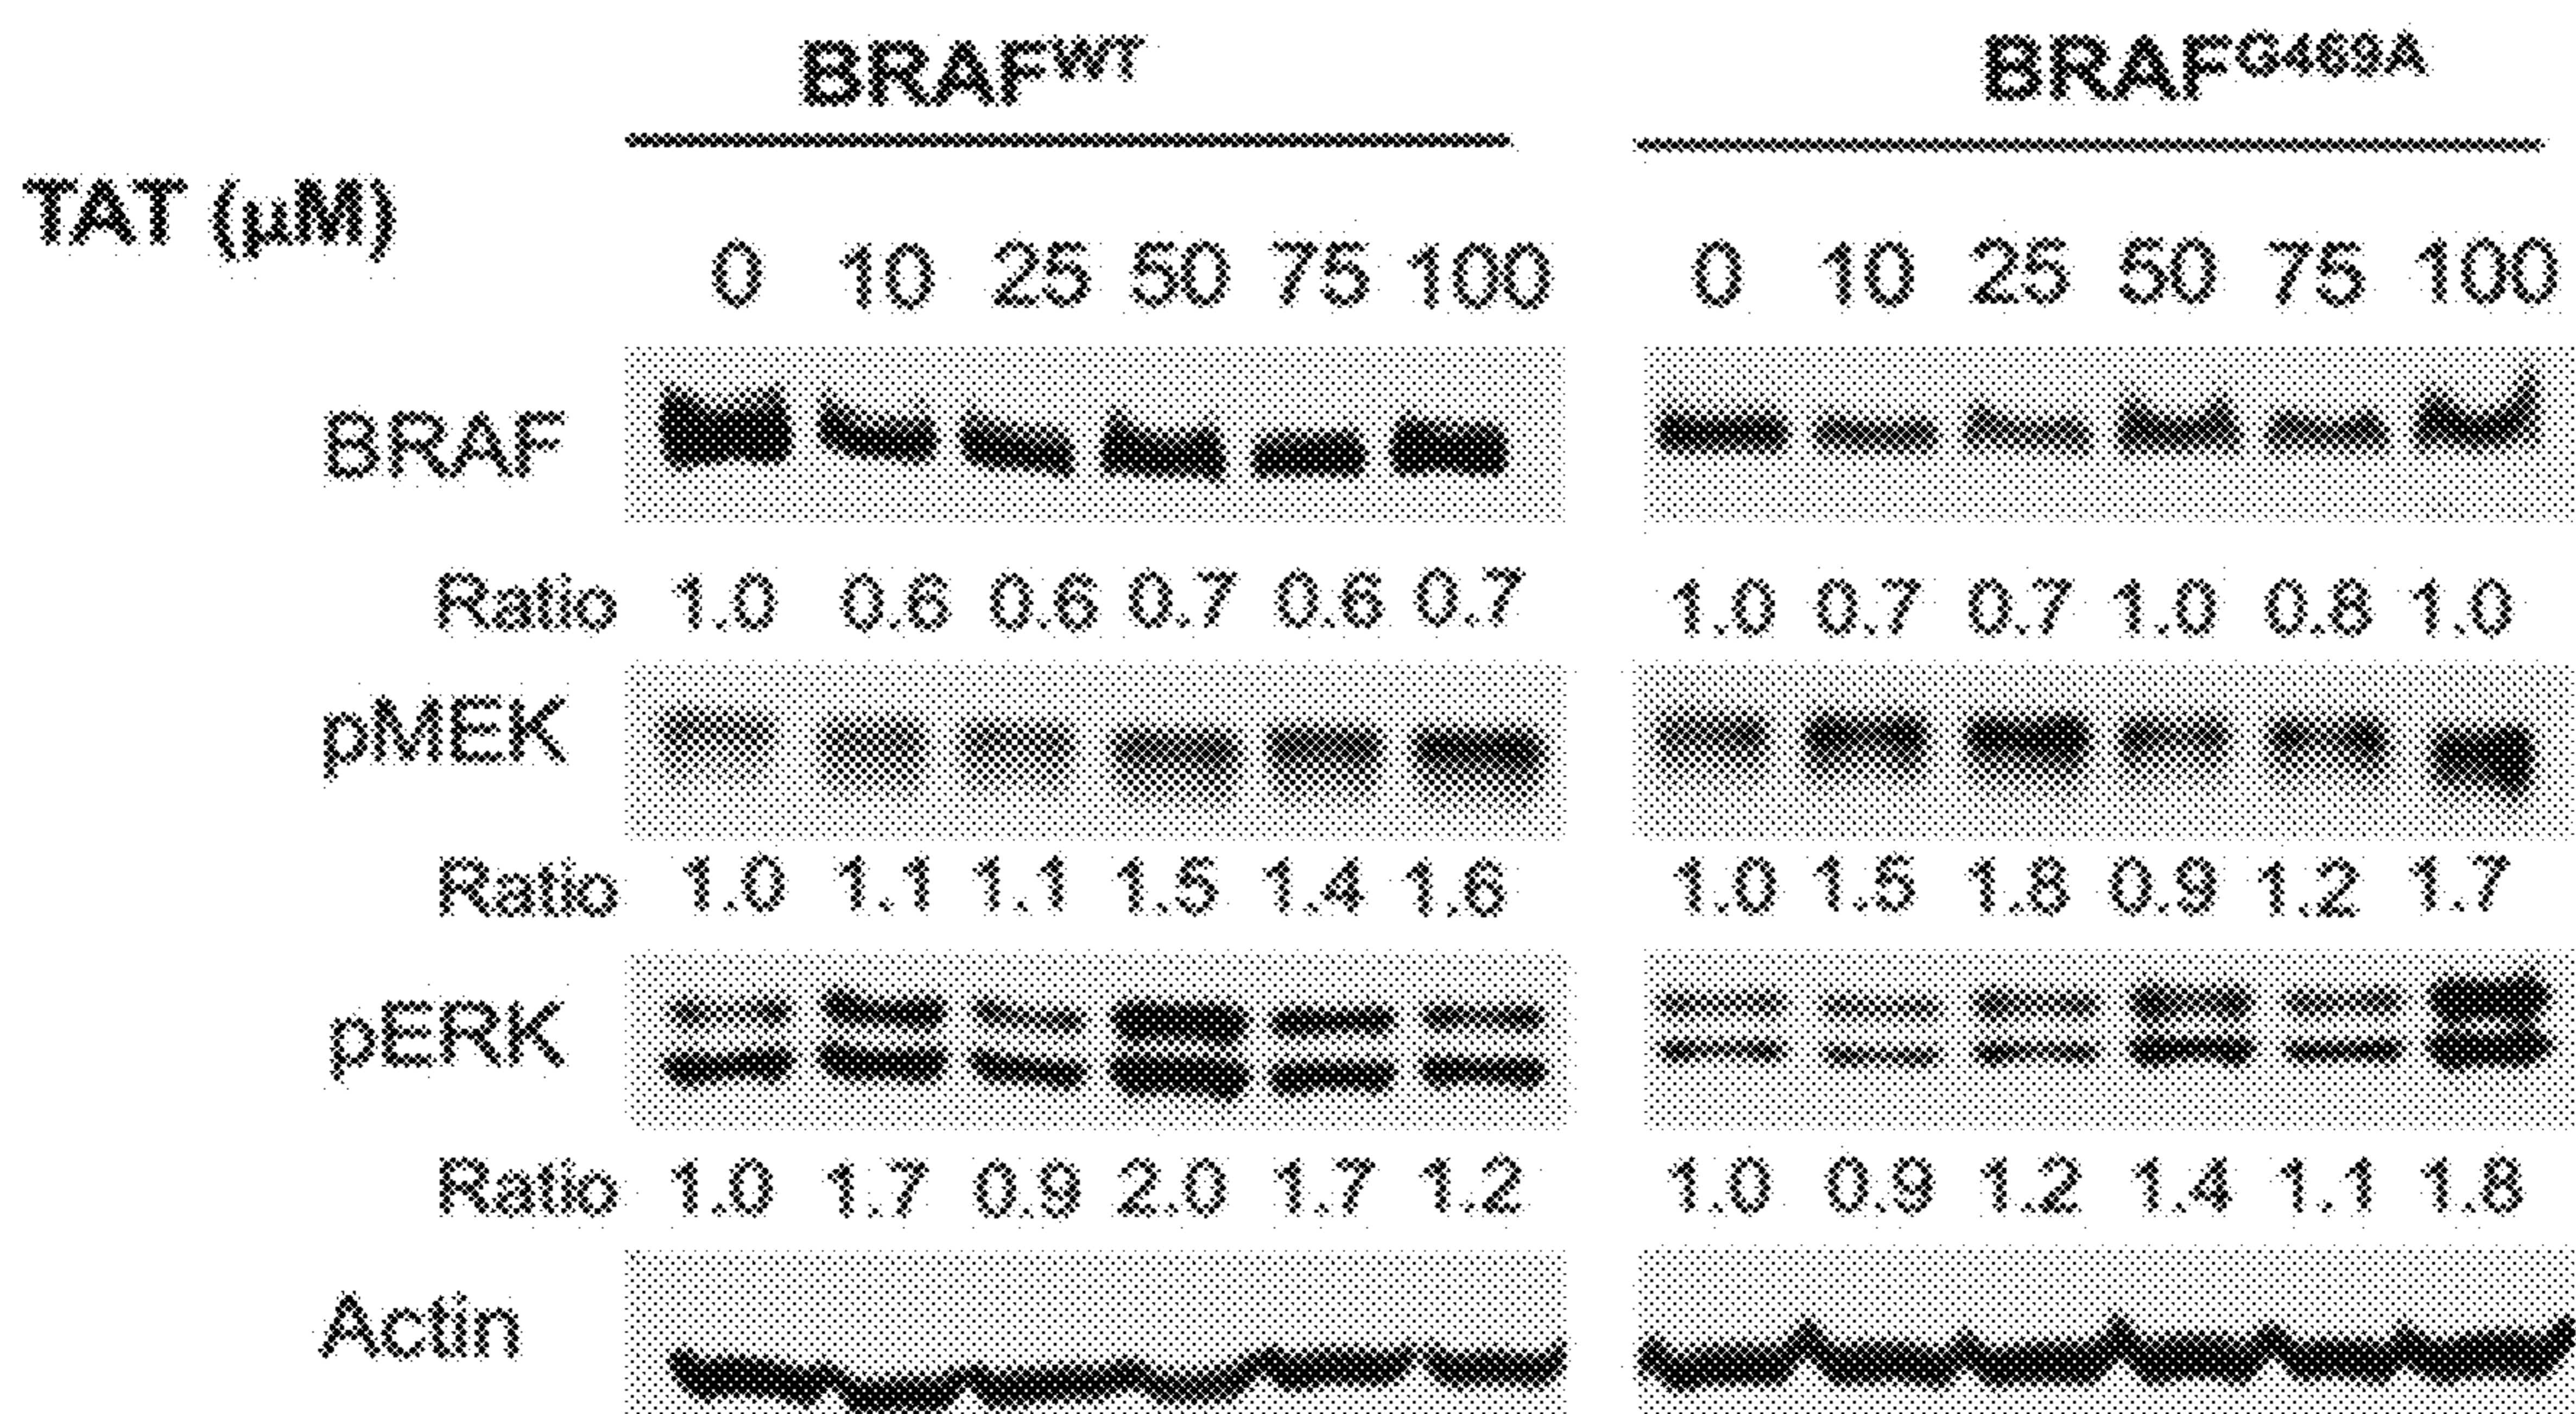 BRAFWT BRAFG469A
TAT (µM)
0 10 25 50 75 100 0 10 25 50 75 100
BRAF
Ratio 1.0 0.6 0.6 0.7 0.6 0.7 1.0 0.7 0.7 1.0 0.8 1.0
pMEK
Ratio 1.0 1.1 1.1 1.5 1.4 1.6 1.0 1.5 1.8 0.9 1.2 1.7
pERK
Ratio 1.0 1.7 0.9 2.0 1.7 1.2 1.0 0.9 1.2 1.4 1.1 1.8
Actin